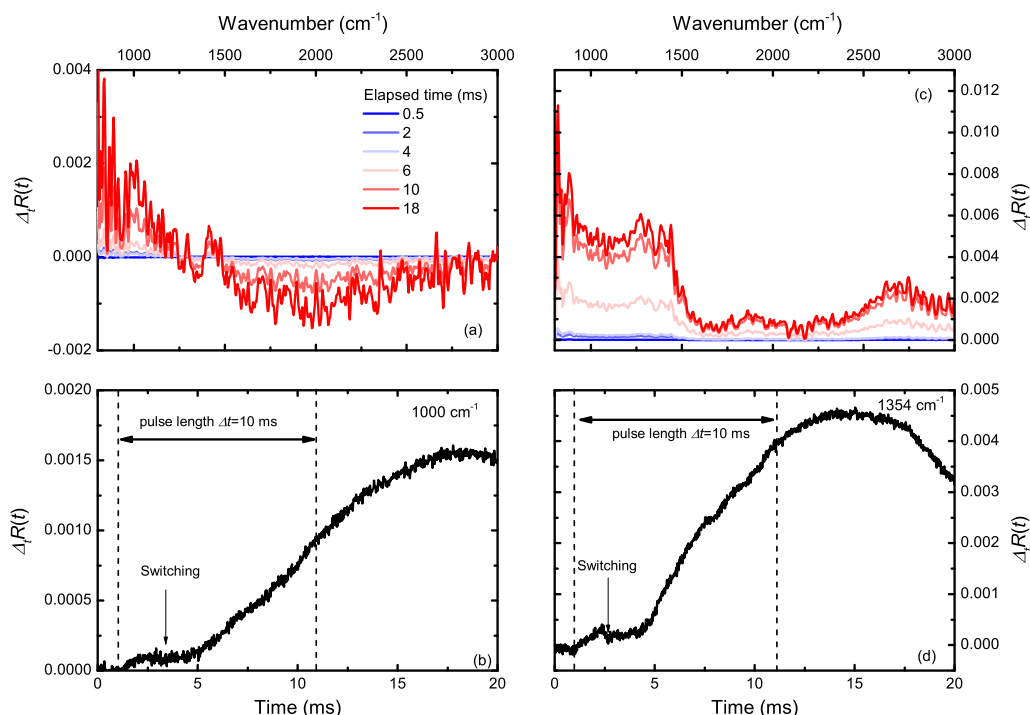 Wavenumber (cm-1)
1000 1500 2000 2500 3000
0.004
0.002
0.000
-0.002
ΔtR(t)
Elapsed time (ms)
0.5
2
4
6
10
18
(a)
Wavenumber (cm-1)
1000 1500 2000 2500 3000
(c)
0.012
0.010
0.008
0.006
0.004
0.002
0.000
ΔtR(t)
0.0020
0.0015
0.0010
0.0005
0.0000
ΔtR(t)
1000 cm-1
pulse length Δt=10 ms
Switching
(b)
0 5 10 15 20
Time (ms)
1354 cm-1
pulse length Δt=10 ms
Switching
(d)
0.005
0.004
0.003
0.002
0.001
0.000
ΔtR(t)
0 5 10 15 20
Time (ms)